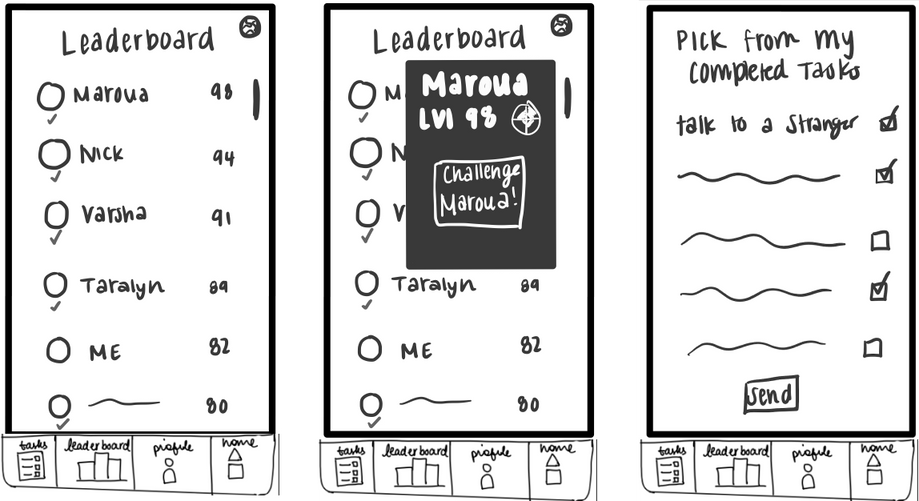 Leaderboard
Maroua 98
Nick 94
Varsha 91
Taralyn 89
ME 82
80
tasks leaderboard profile home
Leaderboard
M
Maroua
LVl 98
N
Challenge
Maroua!
V
Taralyn 89
ME 82
80
tasks leaderboard profile home
Pick from my
completed Tasks
talk to a Stranger
Send
tasks leaderboard profile home